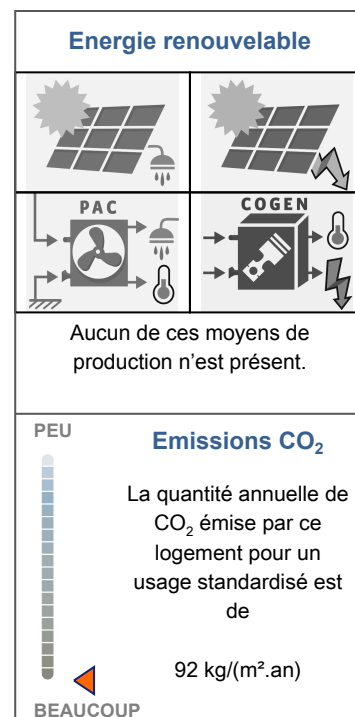 Energie renouvelable
PAC
COGEN
Aucun de ces moyens de
production n'est présent.
PEU
Emissions CO₂
La quantité annuelle de
CO₂ émise par ce
logement pour un
usage standardisé est
de
92 kg/(m².an)
BEAUCOUP